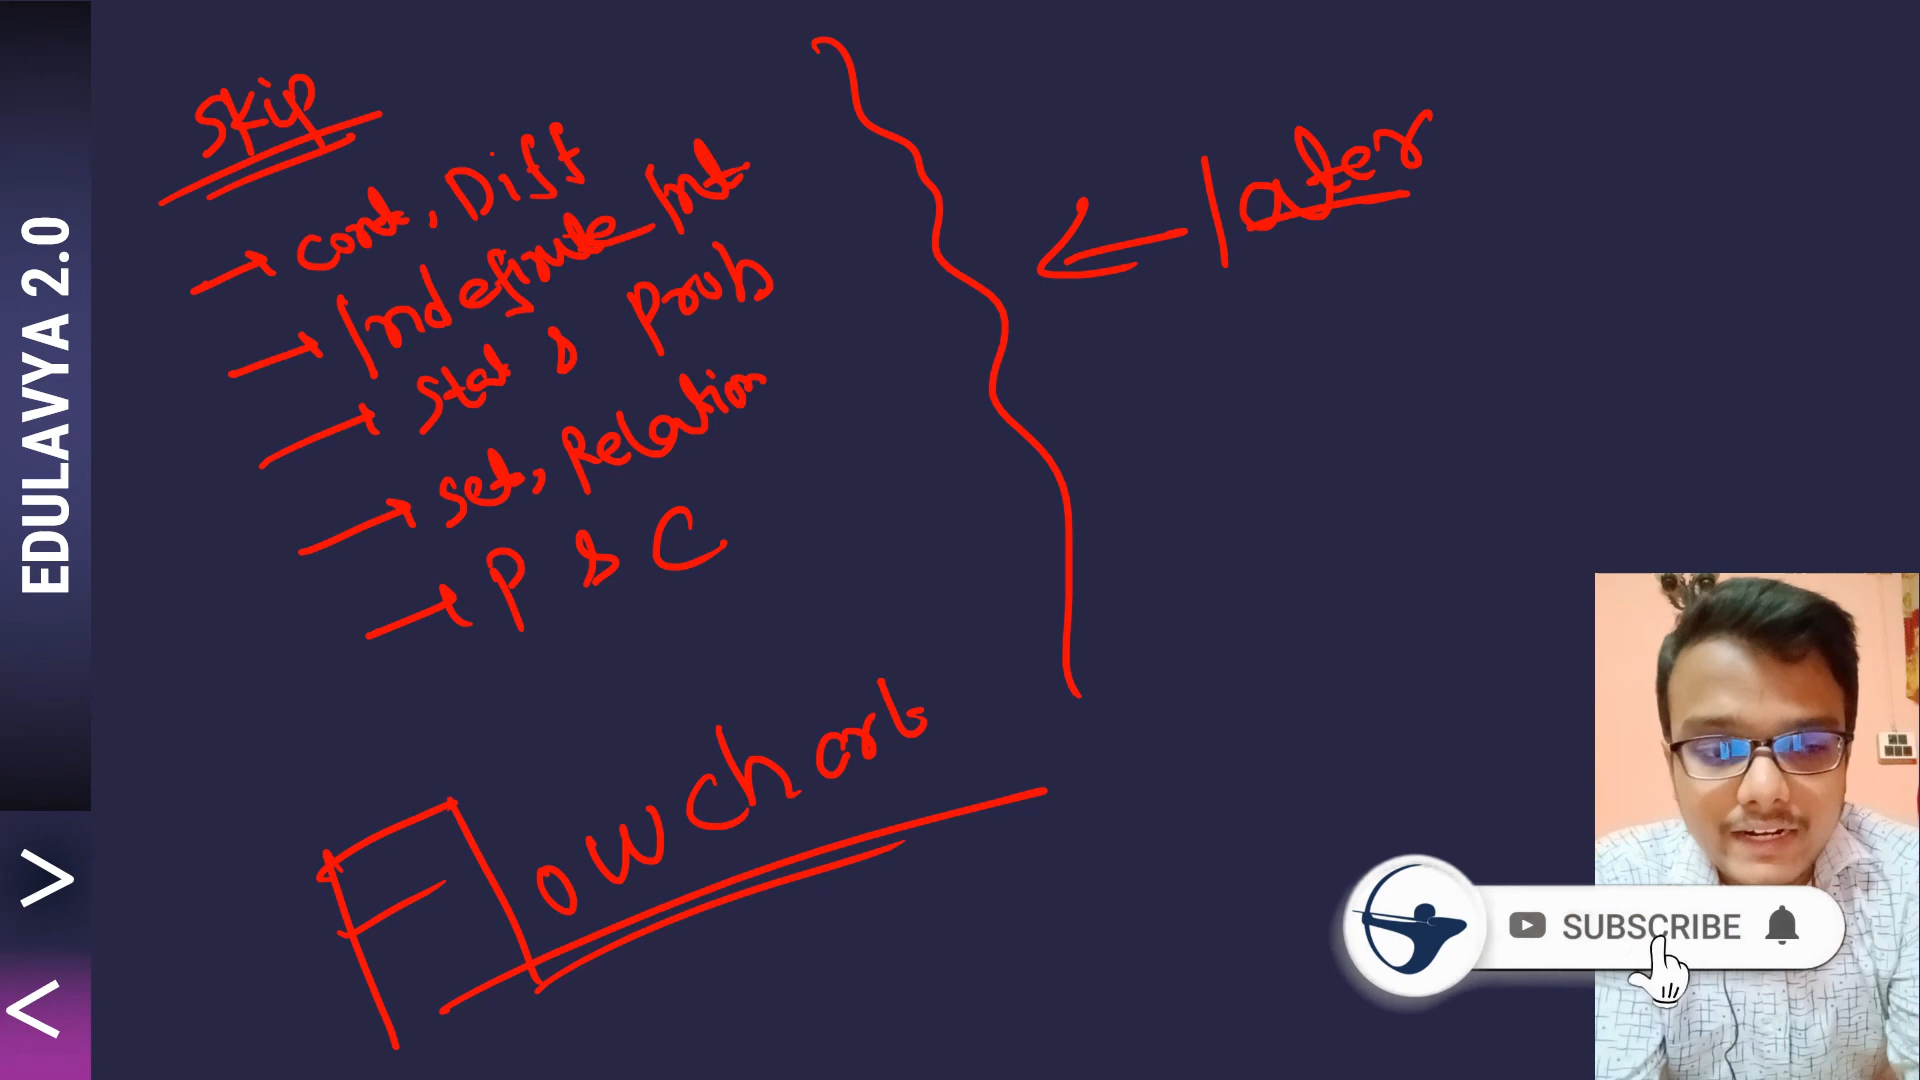 EDULAVYA 2.0
Skip
→ Cont, Diff
→ Indefinite Int
→ Stat & Prob
→ Set, Relation
→ P & C
later
Flowchart
SUBSCRIBE